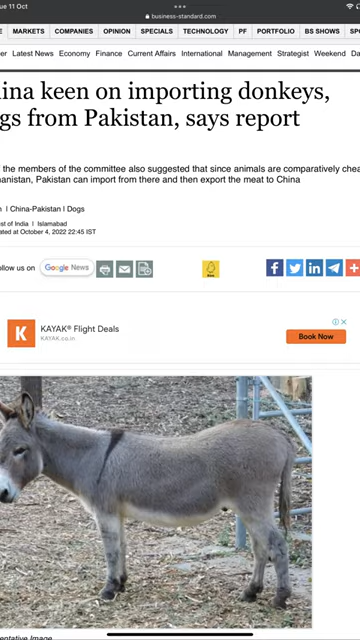 ue 11 Oct
business-standard.com
E MARKETS COMPANIES OPINION SPECIALS TECHNOLOGY PF PORTFOLIO BS SHOWS SPO
er Latest News Economy Finance Current Affairs International Management Strategist Weekend Da
ina keen on importing donkeys,
gs from Pakistan, says report
the members of the committee also suggested that since animals are comparatively chea
hanistan, Pakistan can import from there and then export the meat to China
I China-Pakistan I Dogs
st of India I Islamabad
ated at October 4, 2022 22:45 IST
ollow us on Google News
K KAYAK® Flight Deals
KAYAK.co.in
Book Now
entative Image